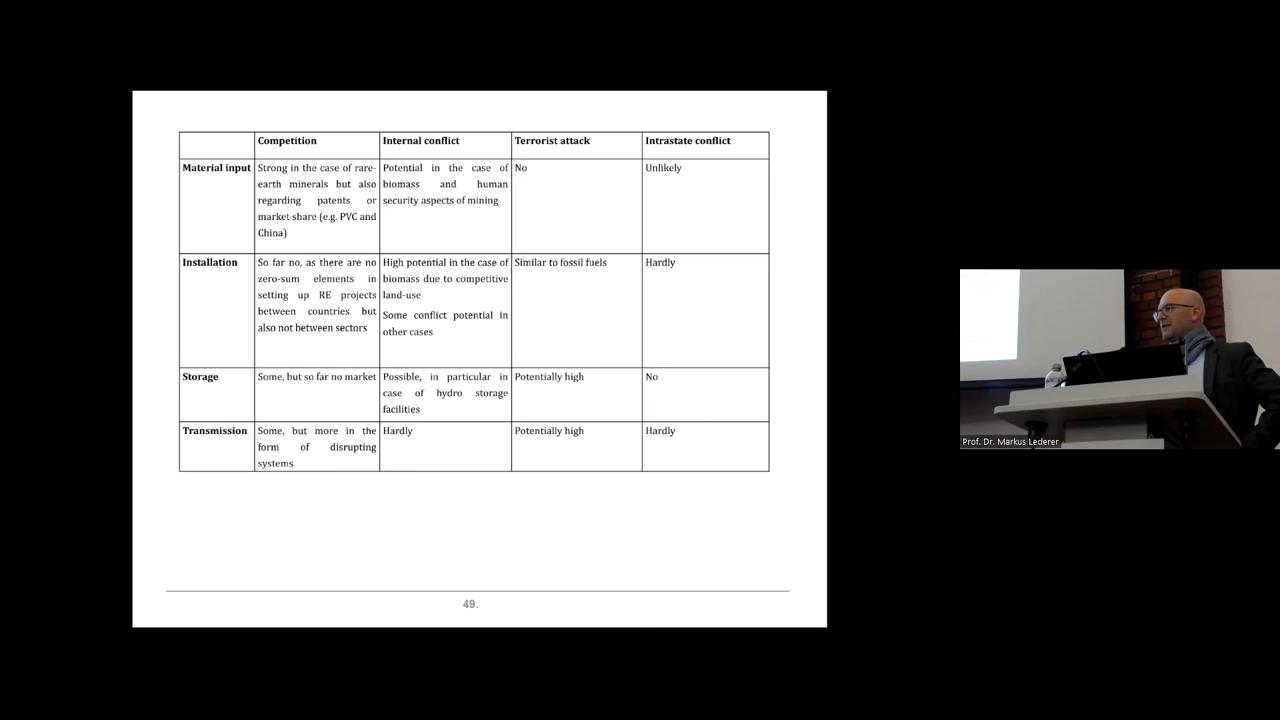 Competition
Internal conflict
Terrorist attack
Intrastate conflict
Material input
Strong in the case of rare-
earth minerals but also
regarding patents or
market share (e.g. PVC and
China)
Potential in the case of
biomass and human
security aspects of mining
No
Unlikely
Installation
So far no, as there are no
zero-sum elements in
setting up RE projects
between countries but
also not between sectors
High potential in the case of
biomass due to competitive
land-use
Some conflict potential in
other cases
Similar to fossil fuels
Hardly
Storage
Some, but so far no market
Possible, in particular in
case of hydro storage
facilities
Potentially high
No
Transmission
Some, but more in the
form of disrupting
systems
Hardly
Potentially high
Hardly
49.
Prof. Dr. Markus Lederer